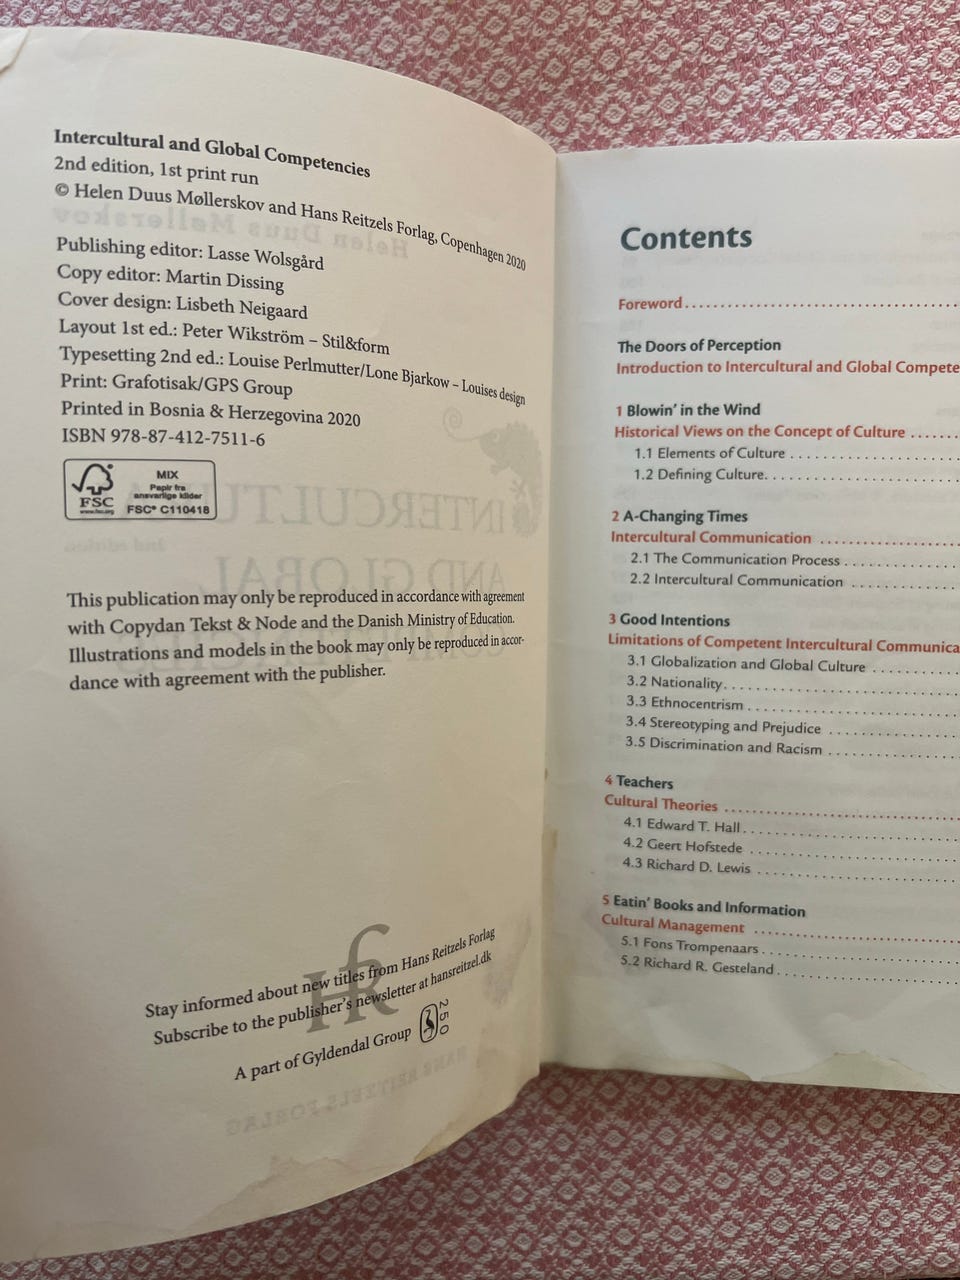 Intercultural and Global Competencies
2nd edition, 1st print run
© Helen Duus Møllerskov and Hans Reitzels Forlag, Copenhagen 2020
Publishing editor: Lasse Wolsgård
Copy editor: Martin Dissing
Cover design: Lisbeth Neigaard
Layout 1st ed.: Peter Wikström – Stil&form
Typesetting 2nd ed.: Louise Perlmutter/Lone Bjarkow – Louises design
Print: Grafotisak/GPS Group
Printed in Bosnia & Herzegovina 2020
ISBN 978-87-412-7511-6
FSC
www.fsc.org
MIX
Papir fra
ansvarlige kilder
FSC® C110418
This publication may only be reproduced in accordance with agreement
with Copydan Tekst & Node and the Danish Ministry of Education.
Illustrations and models in the book may only be reproduced in accor-
dance with agreement with the publisher.
HR
Stay informed about new titles from Hans Reitzels Forlag
Subscribe to the publisher's newsletter at hansreitzel.dk
A part of Gyldendal Group
250
Contents
Foreword
The Doors of Perception
Introduction to Intercultural and Global Compete
1 Blowin' in the Wind
Historical Views on the Concept of Culture
1.1 Elements of Culture
1.2 Defining Culture
2 A-Changing Times
Intercultural Communication
2.1 The Communication Process
2.2 Intercultural Communication
3 Good Intentions
Limitations of Competent Intercultural Communica
3.1 Globalization and Global Culture
3.2 Nationality
3.3 Ethnocentrism
3.4 Stereotyping and Prejudice
3.5 Discrimination and Racism
4 Teachers
Cultural Theories
4.1 Edward T. Hall
4.2 Geert Hofstede
4.3 Richard D. Lewis
5 Eatin' Books and Information
Cultural Management
5.1 Fons Trompenaars
5.2 Richard R. Gesteland